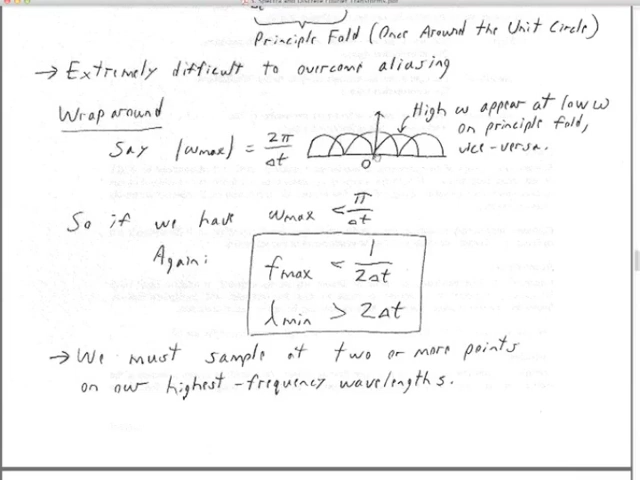 Principle Fold (Once Around the Unit Circle)
→ Extremely difficult to overcome aliasing
Wraparound
High ω appear at low ω
on principle fold,
vice-versa.
Say |ωmax| = 2π/Δt
0
So if we have ωmax < π/Δt
Again:
fmax < 1/2Δt
λmin > 2Δt
→ We must sample at two or more points
on our highest-frequency wavelengths.